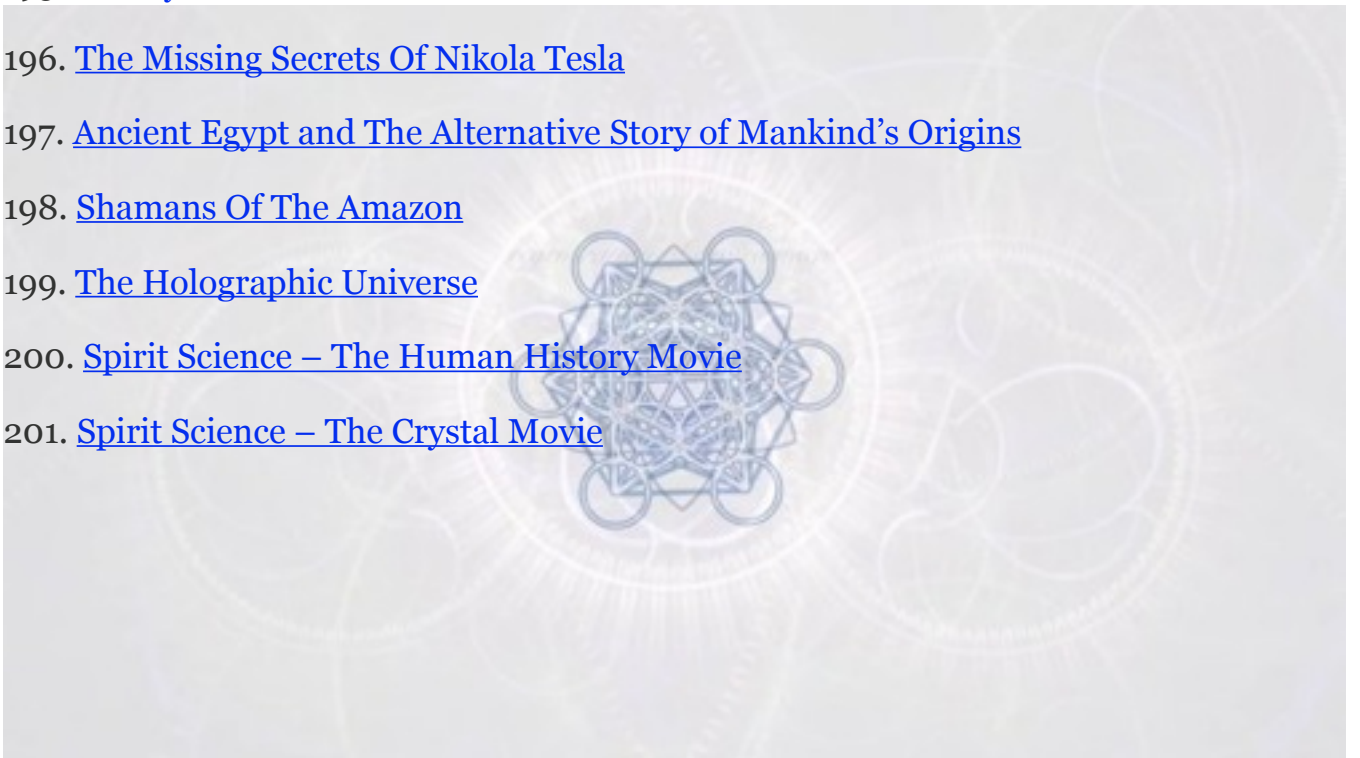 196. The Missing Secrets Of Nikola Tesla
197. Ancient Egypt and The Alternative Story of Mankind’s Origins
198. Shamans Of The Amazon
199. The Holographic Universe
200. Spirit Science – The Human History Movie
201. Spirit Science – The Crystal Movie